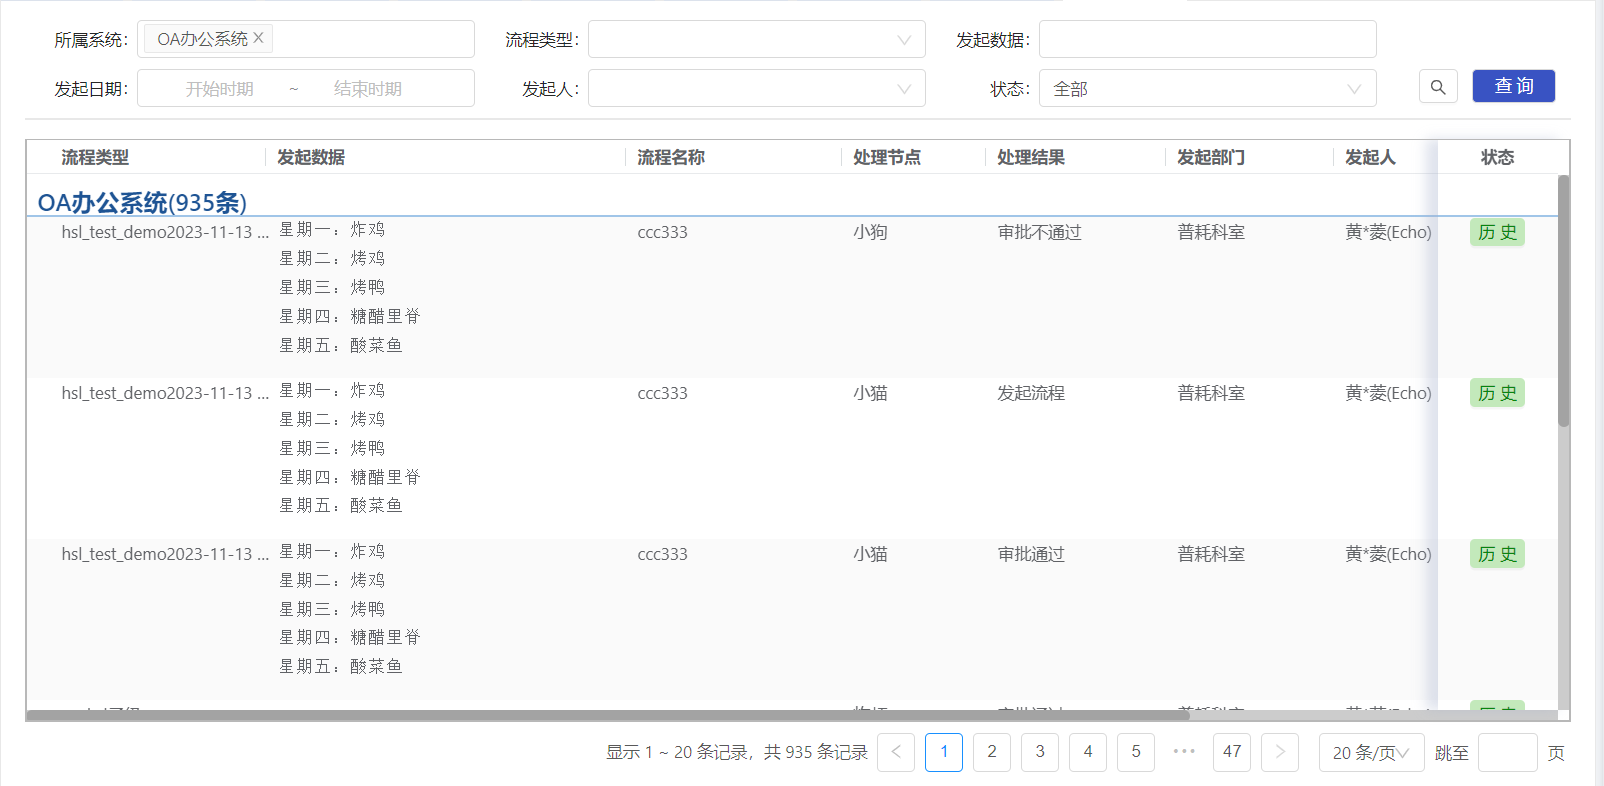 所属系统: OA办公系统 × 流程类型: 发起数据:
发起日期: 开始时期 ~ 结束时期 发起人: 状态: 全部 查 询
流程类型 发起数据 流程名称 处理节点 处理结果 发起部门 发起人 状态
OA办公系统(935条)
hsl_test_demo2023-11-13 ... 星期一：炸鸡 ccc333 小狗 审批不通过 普耗科室 黄*菱(Echo) 历 史
星期二：烤鸡
星期三：烤鸭
星期四：糖醋里脊
星期五：酸菜鱼
hsl_test_demo2023-11-13 ... 星期一：炸鸡 ccc333 小猫 发起流程 普耗科室 黄*菱(Echo) 历 史
星期二：烤鸡
星期三：烤鸭
星期四：糖醋里脊
星期五：酸菜鱼
hsl_test_demo2023-11-13 ... 星期一：炸鸡 ccc333 小猫 审批通过 普耗科室 黄*菱(Echo) 历 史
星期二：烤鸡
星期三：烤鸭
星期四：糖醋里脊
星期五：酸菜鱼
显示 1 ~ 20 条记录，共 935 条记录 < 1 2 3 4 5 ••• 47 > 20 条/页 跳至 页